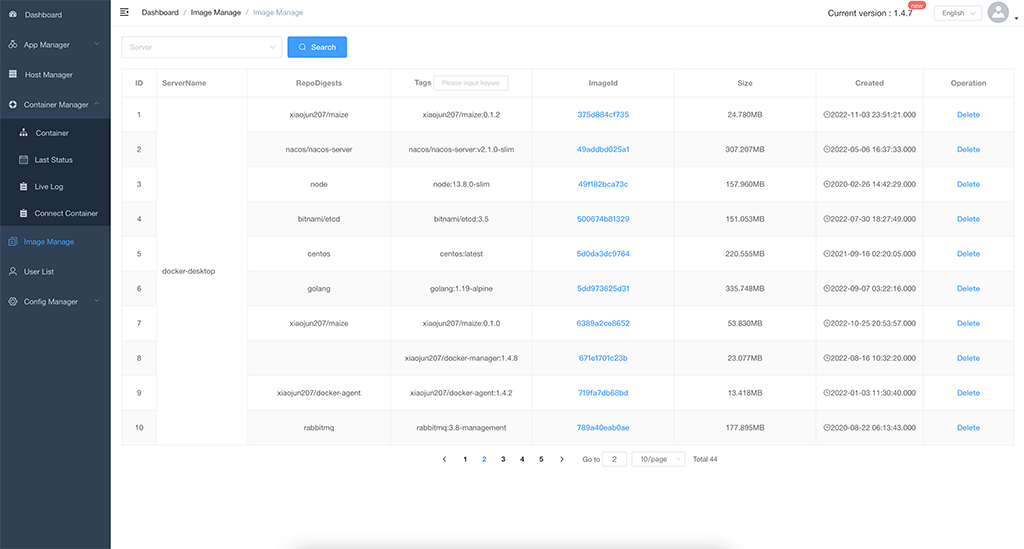 Dashboard
App Manager
Host Manager
Container Manager
Container
Last Status
Live Log
Connect Container
Image Manage
User List
Config Manager
Dashboard / Image Manage / Image Manage
Current version : 1.4.7 new English
Server Search
ID ServerName RepoDigests Tags Please input keywo ImageId Size Created Operation
1 xiaojun207/maize xiaojun207/maize:0.1.2 375d884cf735 24.780MB 2022-11-03 23:51:21.000 Delete
2 nacos/nacos-server nacos/nacos-server:v2.1.0-slim 49addbd025a1 307.207MB 2022-05-06 16:37:33.000 Delete
3 node node:13.8.0-slim 49f182bca73c 157.960MB 2020-02-26 14:42:29.000 Delete
4 bitnami/etcd bitnami/etcd:3.5 500674b81329 151.053MB 2022-07-30 18:27:49.000 Delete
5 centos centos:latest 5d0da3dc9764 220.555MB 2021-09-16 02:20:05.000 Delete
docker-desktop
6 golang golang:1.19-alpine 5dd973625d31 335.748MB 2022-09-07 03:22:16.000 Delete
7 xiaojun207/maize xiaojun207/maize:0.1.0 6389a2ce8652 53.830MB 2022-10-25 20:53:57.000 Delete
8 xiaojun207/docker-manager:1.4.8 671e1701c23b 23.077MB 2022-08-16 10:32:20.000 Delete
9 xiaojun207/docker-agent xiaojun207/docker-agent:1.4.2 719fa7db68bd 13.418MB 2022-01-03 11:30:40.000 Delete
10 rabbitmq rabbitmq:3.8-management 789a40eab0ae 177.895MB 2020-08-22 06:13:43.000 Delete
1 2 3 4 5 Go to 2 10/page Total 44